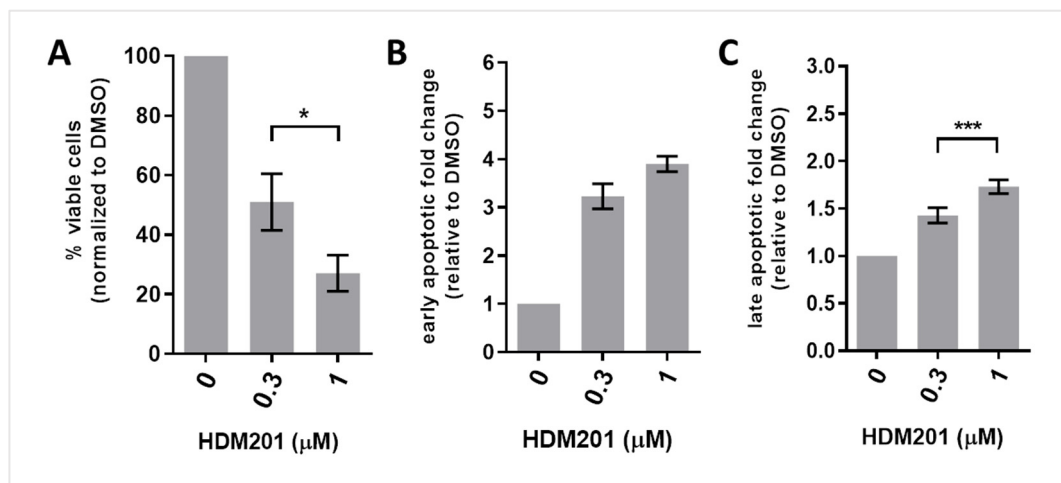 A
% viable cells
(normalized to DMSO)
100
80
60
40
20
0
*
0
0.3
1
HDM201 (μM)
B
early apoptotic fold change
(relative to DMSO)
6
5
4
3
2
1
0
0
0.3
1
HDM201 (μM)
C
late apoptotic fold change
(relative to DMSO)
3.0
2.5
2.0
1.5
1.0
0.5
0.0
***
0
0.3
1
HDM201 (μM)